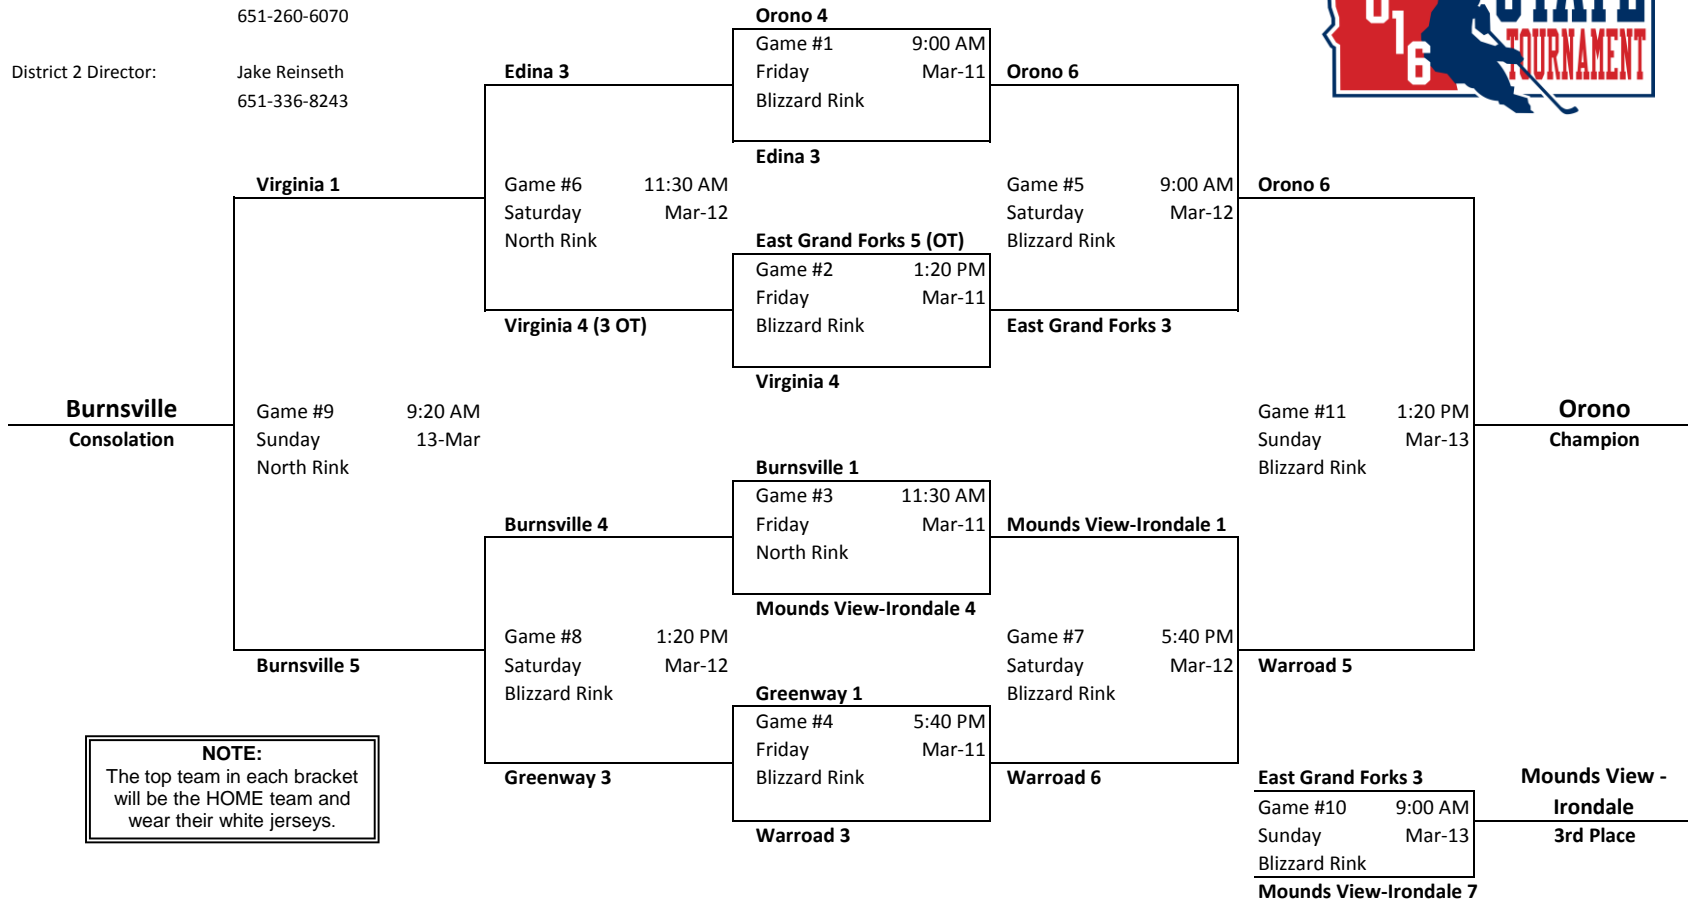 651-260-6070
District 2 Director: Jake Reinseth
651-336-8243
2016
STATE
TOURNAMENT
Orono 4
Game #1 9:00 AM
Friday Mar-11
Blizzard Rink
Edina 3
Edina 3
Orono 6
Virginia 1
Game #6 11:30 AM
Saturday Mar-12
North Rink
Game #5 9:00 AM
Saturday Mar-12
Blizzard Rink
Orono 6
East Grand Forks 5 (OT)
Game #2 1:20 PM
Friday Mar-11
Blizzard Rink
Virginia 4
Virginia 4 (3 OT)
East Grand Forks 3
Burnsville
Consolation
Game #9 9:20 AM
Sunday 13-Mar
North Rink
Game #11 1:20 PM
Sunday Mar-13
Blizzard Rink
Orono
Champion
Burnsville 1
Game #3 11:30 AM
Friday Mar-11
North Rink
Mounds View-Irondale 4
Burnsville 4
Mounds View-Irondale 1
Game #8 1:20 PM
Saturday Mar-12
Blizzard Rink
Game #7 5:40 PM
Saturday Mar-12
Blizzard Rink
Burnsville 5
Warroad 5
Greenway 1
Game #4 5:40 PM
Friday Mar-11
Blizzard Rink
Warroad 3
Greenway 3
Warroad 6
NOTE:
The top team in each bracket
will be the HOME team and
wear their white jerseys.
East Grand Forks 3
Game #10 9:00 AM
Sunday Mar-13
Blizzard Rink
Mounds View-Irondale 7
Mounds View -
Irondale
3rd Place